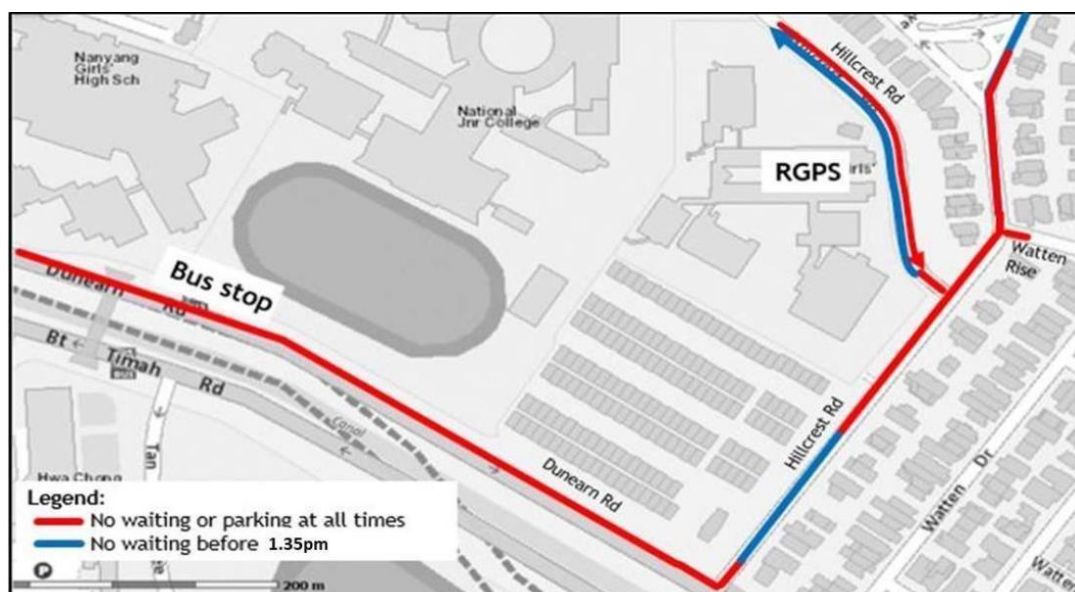 Nanyang
Girls'
High Sch
National
Jnr College
Hillcrest Rd
RGPS
Watten
Rise
Bus stop
Dunearn
Rd
Bt
Timah
Rd
Canal
Tan
Hillcrest Rd
Dunearn Rd
Watten Dr
Hwa Chong
Legend:
No waiting or parking at all times
No waiting before 1.35pm
200 m